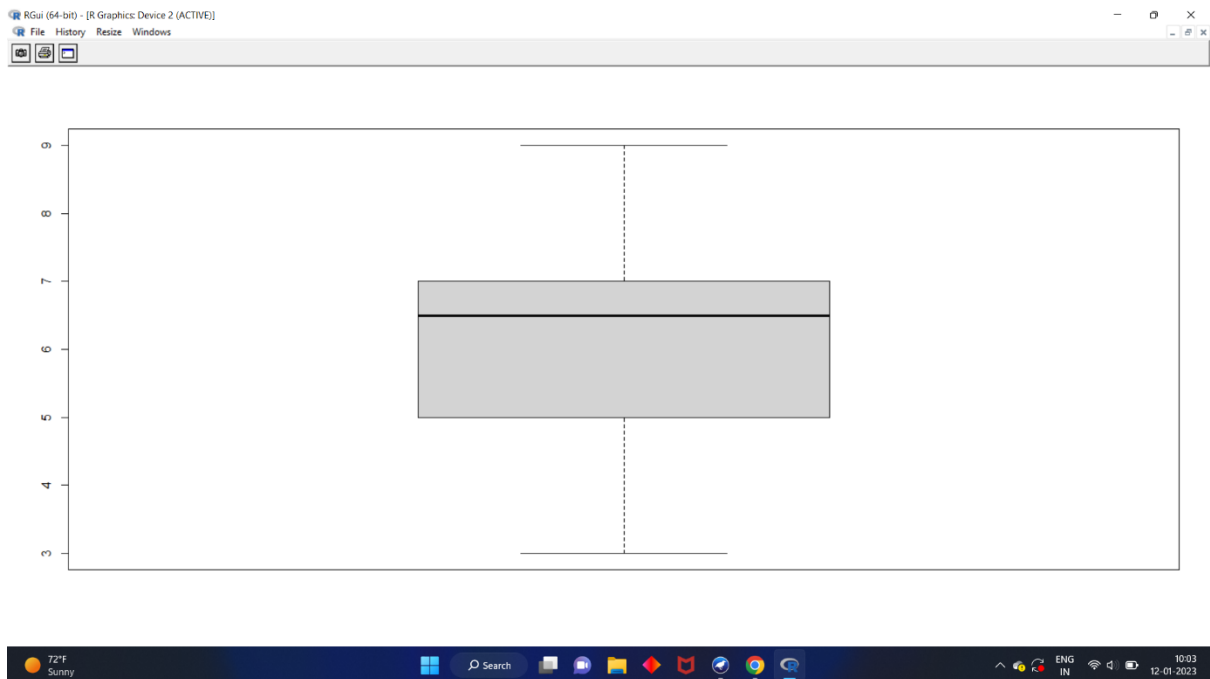 RGui (64-bit) - [R Graphics: Device 2 (ACTIVE)]
File History Resize Windows
9
8
7
6
5
4
3
72°F
Sunny
Search
ENG
IN
10:03
12-01-2023